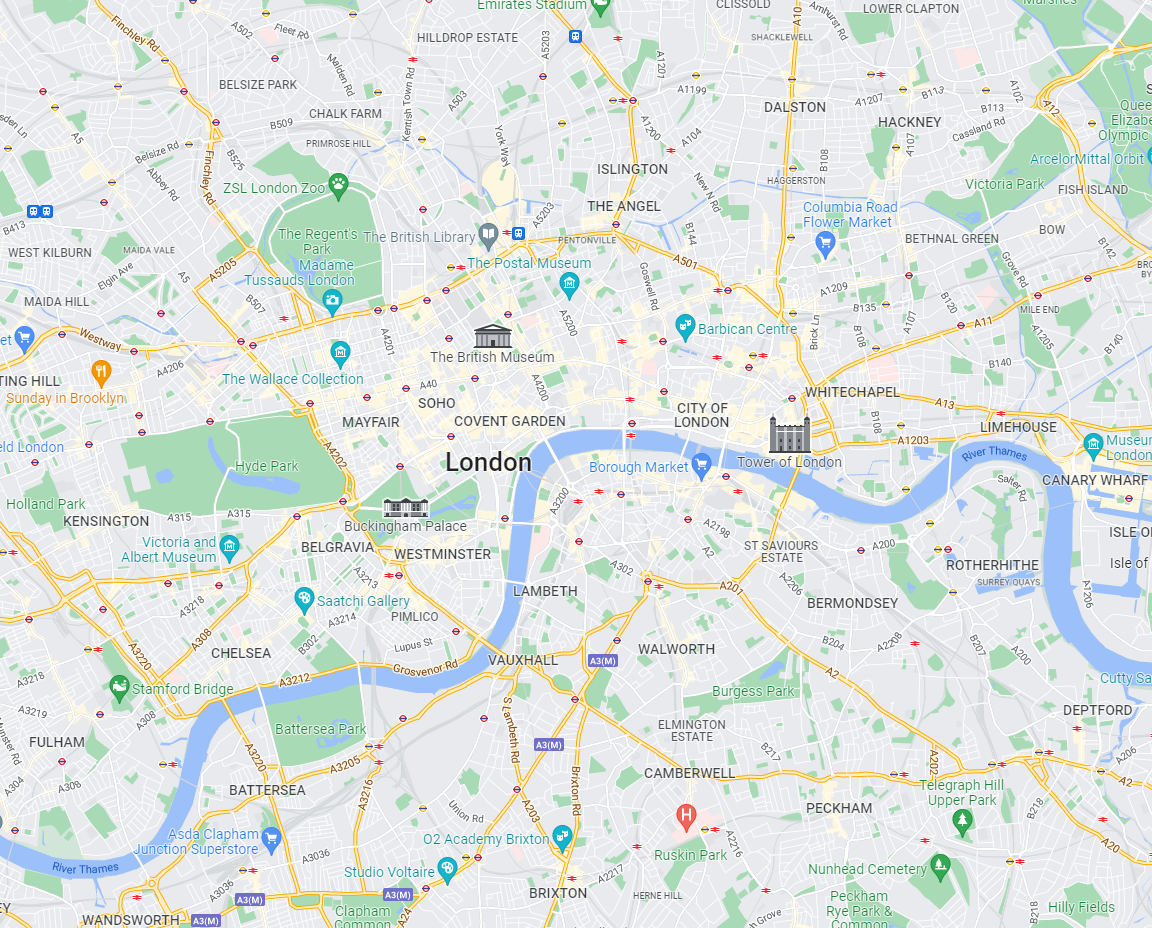 Emirates Stadium
CLISSOLD
LOWER CLAPTON
Marshes
Finchley Rd
A502
Fleet Rd
HILLDROP ESTATE
A5203
A10
Amhurst Rd
SHACKLEWELL
A1201
BELSIZE PARK
Malden Rd
Kentish Town Rd
A503
A1199
DALSTON
A1207
B113
A102
A12
B113
CHALK FARM
B509
York Way
A1200
A104
HACKNEY
Cassland Rd
Queen
Elizabe
Olympic
A5
Belsize Rd
PRIMROSE HILL
B525
Finchley Rd
Abbey Rd
ISLINGTON
B108
A107
ArcelorMittal Orbit
ZSL London Zoo
HAGGERSTON
Victoria Park
FISH ISLAND
New N Rd
THE ANGEL
A5203
Columbia Road
Flower Market
B413
The Regent's
Park
The British Library
PENTONVILLE
B144
BETHNAL GREEN
BOW
B142
WEST KILBURN
MAIDA VALE
Elgin Ave
A5
A5205
Madame
Tussauds London
The Postal Museum
A501
Goswell Rd
Grove Rd
A1209
MAIDA HILL
B507
B135
B120
MILE END
A5200
A4201
Barbican Centre
Brick Ln
B108
A107
A11
A1205
B140
Westway
The British Museum
B140
A4206
The Wallace Collection
TING HILL
Sunday in Brooklyn
A40
A4200
SOHO
WHITECHAPEL
A13
MAYFAIR
COVENT GARDEN
CITY OF
LONDON
B108
LIMEHOUSE
A1203
Museum
London
eld London
A4202
London
Hyde Park
Borough Market
Tower of London
River Thames
Salter Rd
CANARY WHARF
Holland Park
A315
A315
A3200
KENSINGTON
Buckingham Palace
A2198
Victoria and
Albert Museum
BELGRAVIA
WESTMINSTER
A2
ST SAVIOURS
ESTATE
A200
ISLE O
Isle of
A302
ROTHERHITHE
SURREY QUAYS
A3213
A3218
Saatchi Gallery
LAMBETH
A201
A2206
A1206
BERMONDSEY
A3214
PIMLICO
A308
B302
Lupus St
B204
A2208
B207
A200
CHELSEA
A3220
VAUXHALL
A3(M)
WALWORTH
Grosvenor Rd
A2
A3218
A3212
Stamford Bridge
Burgess Park
Cutty Sa
A3219
A308
S Lambeth Rd
DEPTFORD
Battersea Park
ELMINGTON
ESTATE
Munster Rd
FULHAM
A3(M)
B217
A202
A206
A3220
A3205
CAMBERWELL
A2
A304
A308
BATTERSEA
A3216
Brixton Rd
Telegraph Hill
Upper Park
A203
Union Rd
PECKHAM
B218
A20
Asda Clapham
Junction Superstore
O2 Academy Brixton
H
A2216
A3036
Ruskin Park
River Thames
Studio Voltaire
A2217
Nunhead Cemetery
A3036
A3(M)
A3(M)
BRIXTON
HERNE HILL
Peckham
Rye Park &
Common
WANDSWORTH
A3(M)
Clapham
Common
A24
B218
Hilly Fields